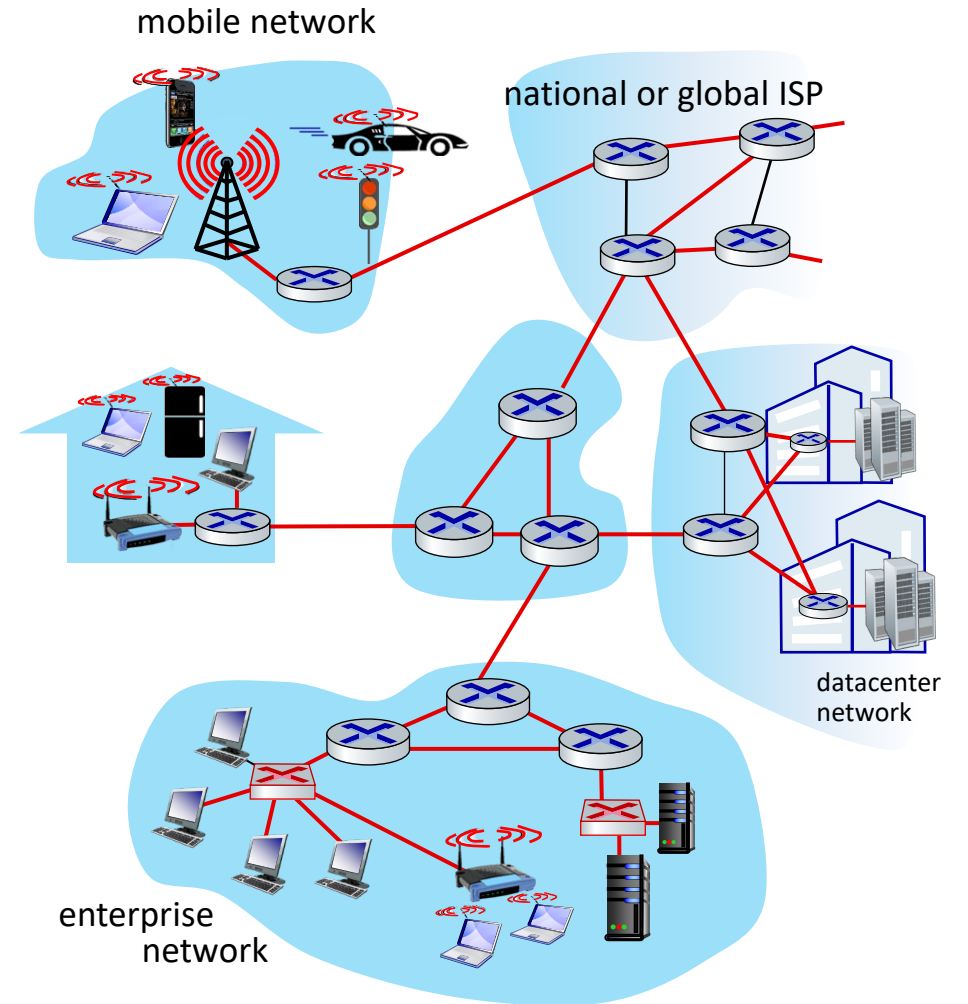 mobile network
national or global ISP
datacenter
network
enterprise
network